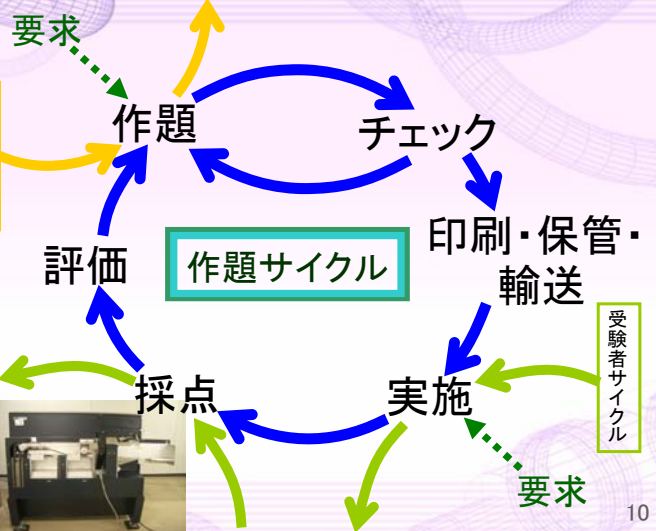 要求
作題
チェック
印刷・保管・
輸送
評価
作題サイクル
受験者サイクル
採点
実施
要求
10